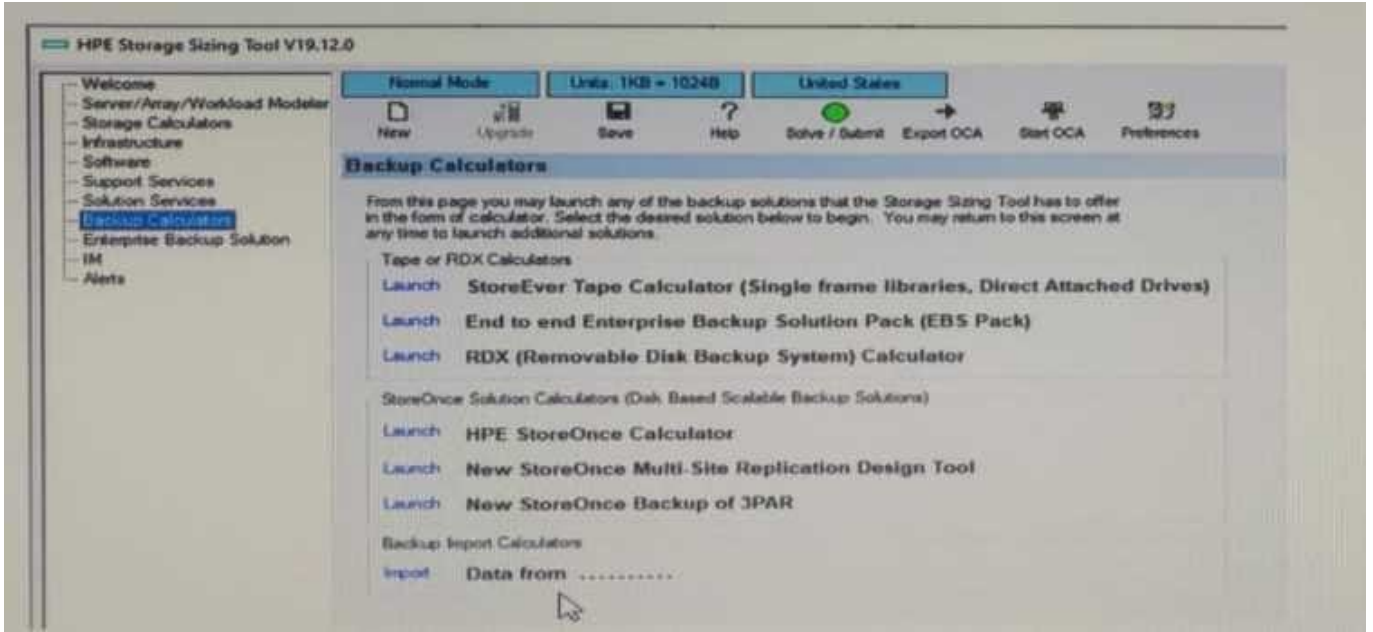 HPE Storage Sizing Tool V19.12.0
Welcome
Server/Array/Workload Modeler
Storage Calculators
Infrastructure
Software
Support Services
Solution Services
Backup Calculators
Enterprise Backup Solution
IM
Alerts
Normal Mode
Units: 1KB = 1024B
United States
New
Upgrade
Save
Help
Solve / Submit
Export OCA
Start OCA
Preferences
Backup Calculators
From this page you may launch any of the backup solutions that the Storage Sizing Tool has to offer
in the form of calculator. Select the desired solution below to begin. You may return to this screen at
any time to launch additional solutions.
Tape or RDX Calculators
Launch StoreEver Tape Calculator (Single frame libraries, Direct Attached Drives)
Launch End to end Enterprise Backup Solution Pack (EBS Pack)
Launch RDX (Removable Disk Backup System) Calculator
StoreOnce Solution Calculators (Disk Based Scalable Backup Solutions)
Launch HPE StoreOnce Calculator
Launch New StoreOnce Multi-Site Replication Design Tool
Launch New StoreOnce Backup of 3PAR
Backup Import Calculators
Import Data from ..........